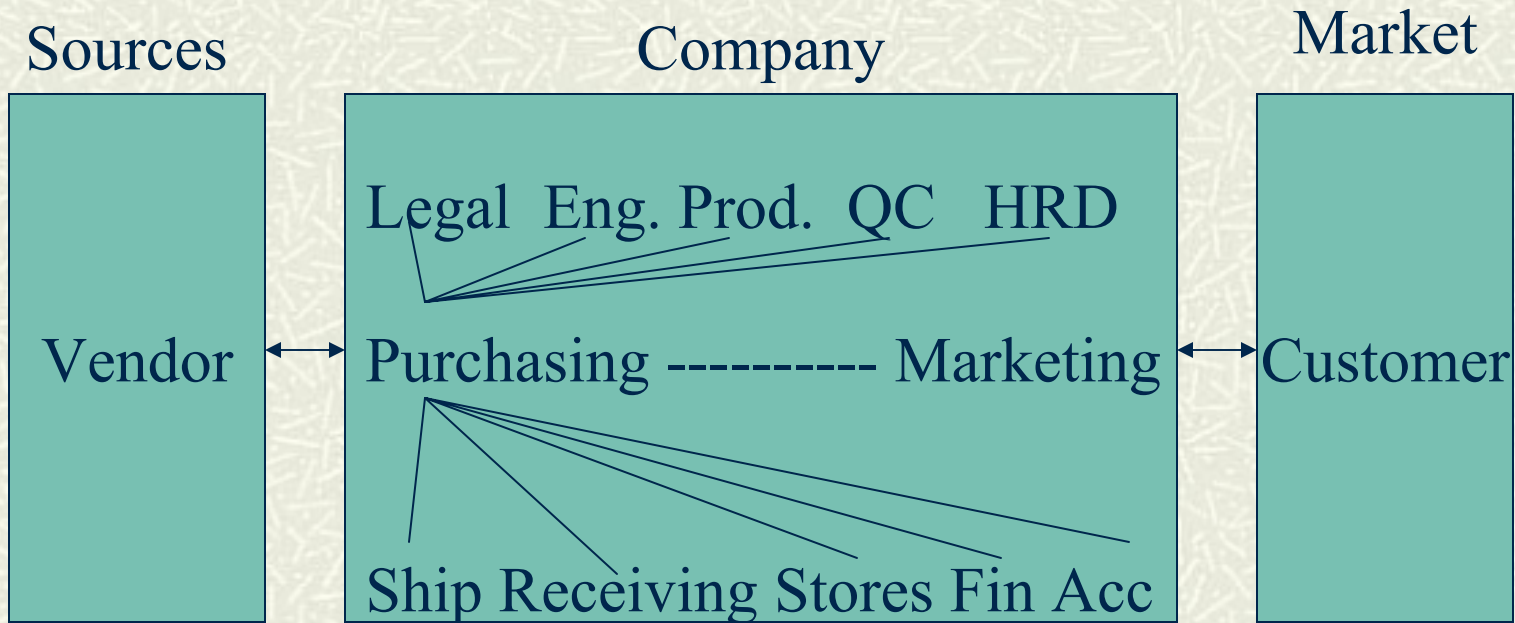 Sources Company Market
Legal Eng. Prod. QC HRD
Vendor Purchasing ---------- Marketing Customer
Ship Receiving Stores Fin Acc